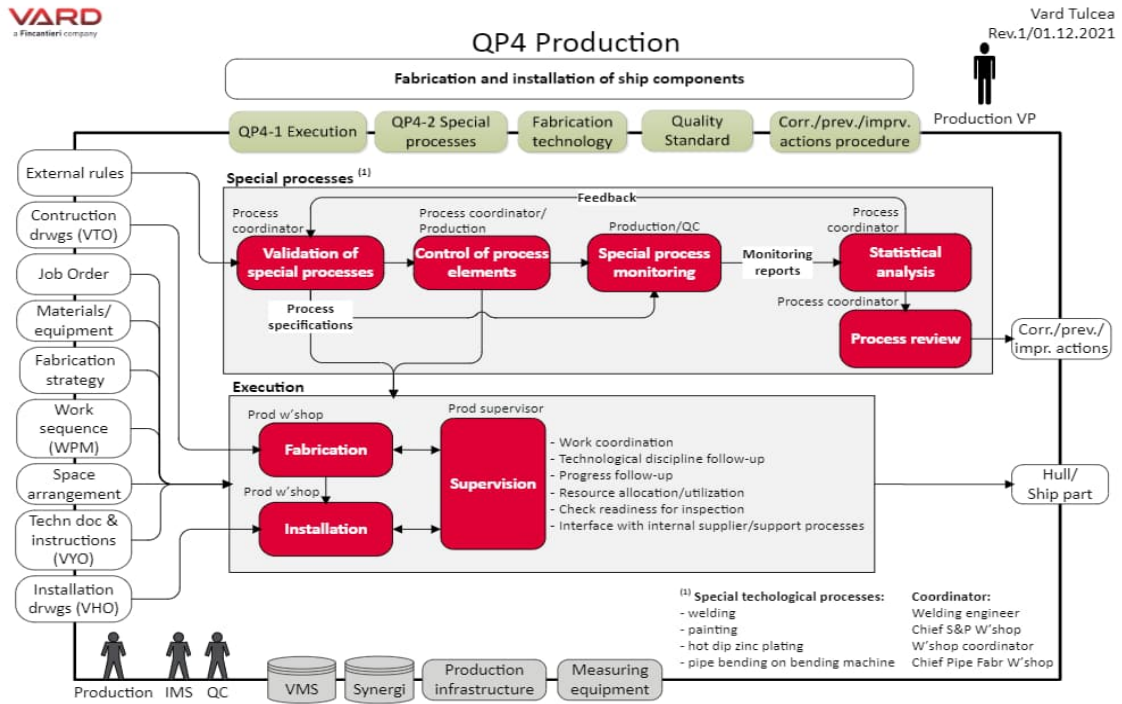 VARD
a Fincantieri company
Vard Tulcea
Rev.1/01.12.2021
QP4 Production
Fabrication and installation of ship components
Production VP
QP4-1 Execution
QP4-2 Special
processes
Fabrication
technology
Quality
Standard
Corr./prev./imprv.
actions procedure
External rules
Contruction
drwgs (VTO)
Job Order
Materials/
equipment
Fabrication
strategy
Work
sequence
(WPM)
Space
arrangement
Techn doc &
instructions
(VYO)
Installation
drwgs (VHO)
Special processes (1)
Feedback
Process
coordinator
Validation of
special processes
Process coordinator/
Production
Control of process
elements
Production/QC
Special process
monitoring
Monitoring
reports
Process
coordinator
Statistical
analysis
Process
specifications
Process coordinator
Process review
Corr./prev./
impr. actions
Execution
Prod w'shop
Fabrication
Prod w'shop
Installation
Prod supervisor
Supervision
- Work coordination
- Technological discipline follow-up
- Progress follow-up
- Resource allocation/utilization
- Check readiness for inspection
- Interface with internal supplier/support processes
Hull/
Ship part
(1) Special techological processes:
- welding
- painting
- hot dip zinc plating
- pipe bending on bending machine
Coordinator:
Welding engineer
Chief S&P W'shop
W'shop coordinator
Chief Pipe Fabr W'shop
Production
IMS
QC
VMS
Synergi
Production
infrastructure
Measuring
equipment